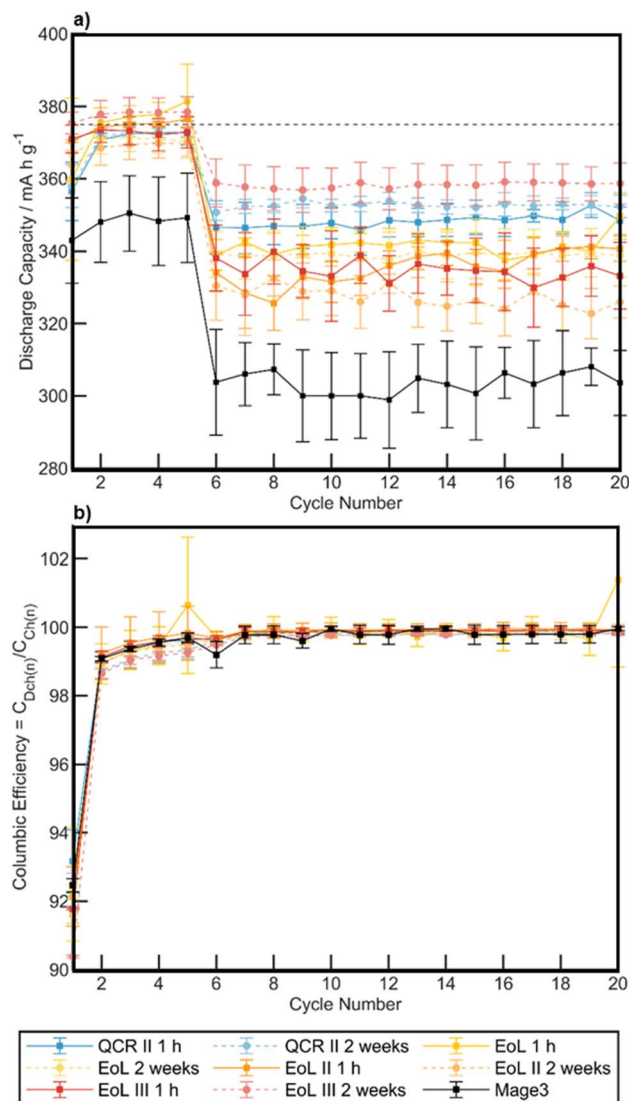 a)
400
380
360
340
320
300
280
Discharge Capacity / mA h g⁻¹
2 4 6 8 10 12 14 16 18 20
Cycle Number
b)
102
100
98
96
94
92
90
Columbic Efficiency = C_Dch(n)/C_Ch(n)
2 4 6 8 10 12 14 16 18 20
Cycle Number
QCR II 1 h QCR II 2 weeks EoL 1 h
EoL 2 weeks EoL II 1 h EoL II 2 weeks
EoL III 1 h EoL III 2 weeks Mage3